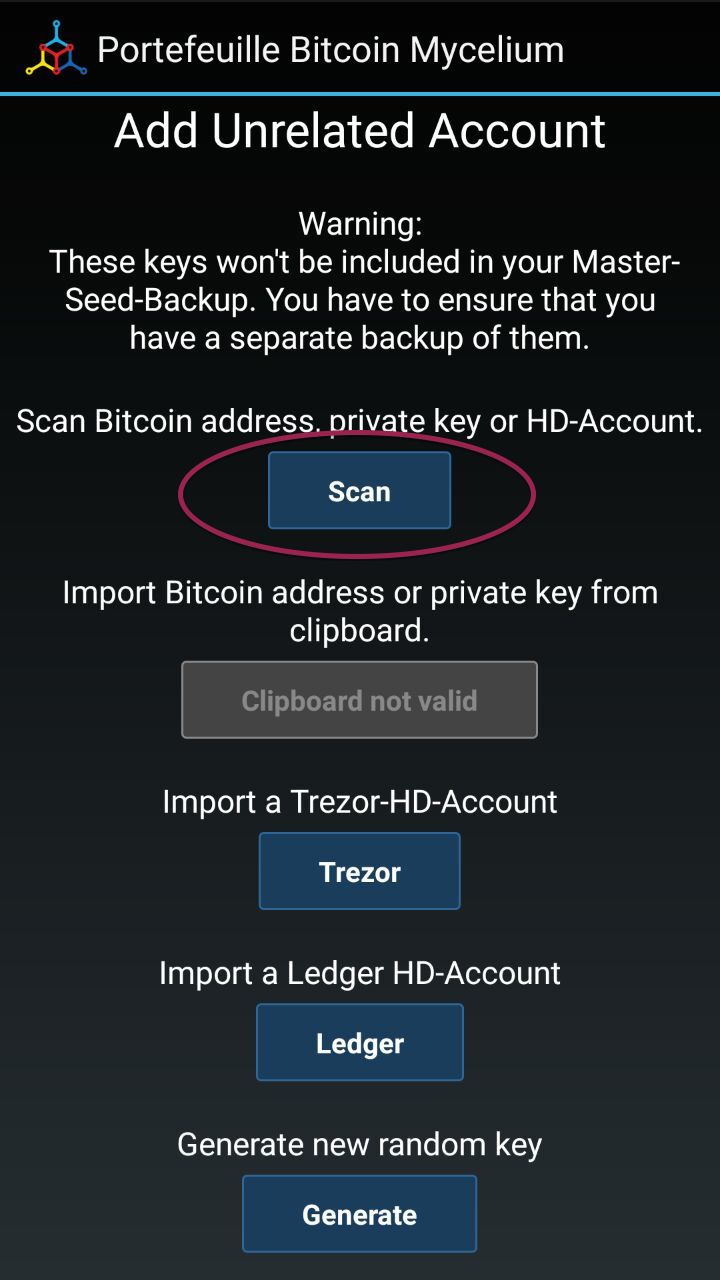 Portefeuille Bitcoin Mycelium
Add Unrelated Account
Warning:
These keys won't be included in your Master-
Seed-Backup. You have to ensure that you
have a separate backup of them.
Scan Bitcoin address, private key or HD-Account.
Scan
Import Bitcoin address or private key from
clipboard.
Clipboard not valid
Import a Trezor-HD-Account
Trezor
Import a Ledger HD-Account
Ledger
Generate new random key
Generate